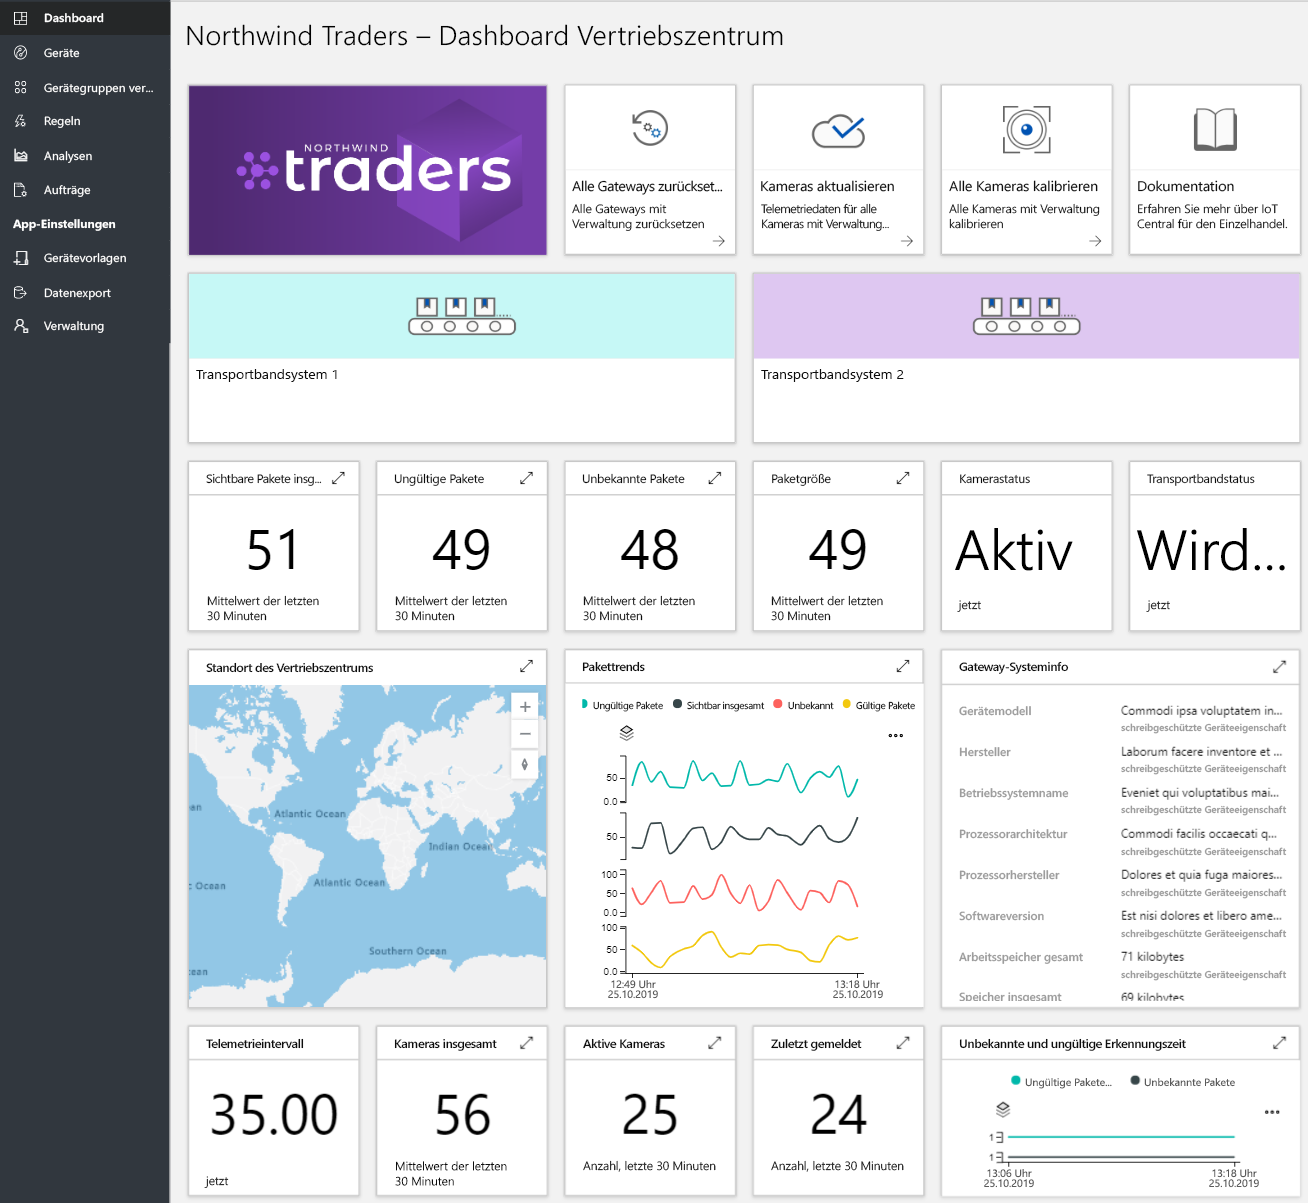 Dashboard
Geräte
Gerätegruppen ver...
Regeln
Analysen
Aufträge
App-Einstellungen
Gerätevorlagen
Datenexport
Verwaltung
Northwind Traders – Dashboard Vertriebszentrum
NORTHWIND
traders
Alle Gateways zurückset...
Alle Gateways mit
Verwaltung zurücksetzen
Kameras aktualisieren
Telemetriedaten für alle
Kameras mit Verwaltung...
Alle Kameras kalibrieren
Alle Kameras mit Verwaltung
kalibrieren
Dokumentation
Erfahren Sie mehr über IoT
Central für den Einzelhandel.
Transportbandsystem 1
Transportbandsystem 2
Sichtbare Pakete insg...
51
Mittelwert der letzten
30 Minuten
Ungültige Pakete
49
Mittelwert der letzten
30 Minuten
Unbekannte Pakete
48
Mittelwert der letzten
30 Minuten
Paketgröße
49
Mittelwert der letzten
30 Minuten
Kamerastatus
Aktiv
jetzt
Transportbandstatus
Wird...
jetzt
Standort des Vertriebszentrums
an
Atlantic Ocean
Indian Ocean
c Ocean
Atlantic Ocean
Southern Ocean
ean
Pakettrends
Ungültige Pakete Sichtbar insgesamt Unbekannt Gültige Pakete
50
0.0
50
100
50
0.0
100
50
0.0
12:49 Uhr
25.10.2019
13:18 Uhr
25.10.2019
Gateway-Systeminfo
Gerätemodell Commodi ipsa voluptatem in...
schreibgeschützte Geräteeigenschaft
Hersteller Laborum facere inventore et ...
schreibgeschützte Geräteeigenschaft
Betriebssystemname Eveniet qui voluptatibus mai...
schreibgeschützte Geräteeigenschaft
Prozessorarchitektur Commodi facilis occaecati q...
schreibgeschützte Geräteeigenschaft
Prozessorhersteller Dolores et quia fuga maiores...
schreibgeschützte Geräteeigenschaft
Softwareversion Est nisi dolores et libero ame...
schreibgeschützte Geräteeigenschaft
Arbeitsspeicher gesamt 71 kilobytes
schreibgeschützte Geräteeigenschaft
Speicher insgesamt 69 kilobytes
Telemetrieintervall
35.00
jetzt
Kameras insgesamt
56
Mittelwert der letzten
30 Minuten
Aktive Kameras
25
Anzahl, letzte 30 Minuten
Zuletzt gemeldet
24
Anzahl, letzte 30 Minuten
Unbekannte und ungültige Erkennungszeit
Ungültige Pakete... Unbekannte Pakete
1
1
13:06 Uhr
25.10.2019
13:18 Uhr
25.10.2019